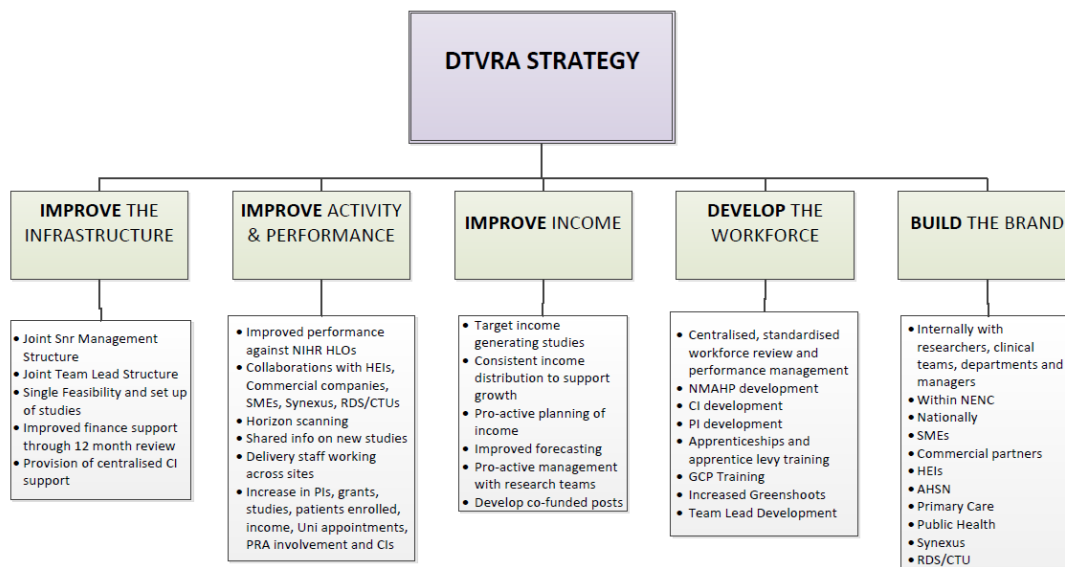 DTVRA STRATEGY
IMPROVE THE
INFRASTRUCTURE
• Joint Snr Management
Structure
• Joint Team Lead Structure
• Single Feasibility and set up
of studies
• Improved finance support
through 12 month review
• Provision of centralised CI
support
IMPROVE ACTIVITY
& PERFORMANCE
• Improved performance
against NIHR HLOs
• Collaborations with HEIs,
Commercial companies,
SMEs, Synexus, RDS/CTUs
• Horizon scanning
• Shared info on new studies
• Delivery staff working
across sites
• Increase in PIs, grants,
studies, patients enrolled,
income, Uni appointments,
PRA involvement and CIs
IMPROVE INCOME
• Target income
generating studies
• Consistent income
distribution to support
growth
• Pro-active planning of
income
• Improved forecasting
• Pro-active management
with research teams
• Develop co-funded posts
DEVELOP THE
WORKFORCE
• Centralised, standardised
workforce review and
performance management
• NMAHP development
• CI development
• PI development
• Apprenticeships and
apprentice levy training
• GCP Training
• Increased Greenshoots
• Team Lead Development
BUILD THE BRAND
• Internally with
researchers, clinical
teams, departments and
managers
• Within NENC
• Nationally
• SMEs
• Commercial partners
• HEIs
• AHSN
• Primary Care
• Public Health
• Synexus
• RDS/CTU